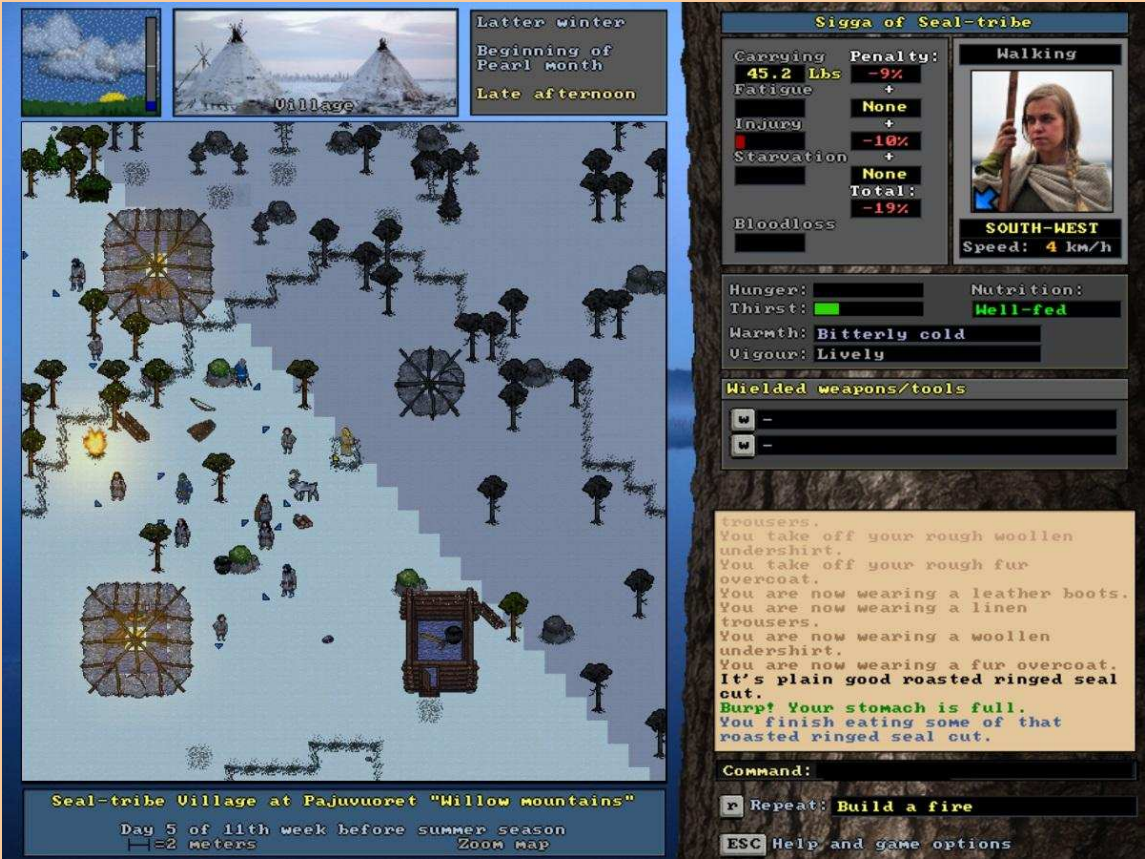 Latter winter
Beginning of
Pearl month
Late afternoon
Village
Sigga of Seal-tribe
Carrying
Penalty:
45.2 Lbs
-9%
Fatigue
+
None
+
Injury
-10%
Starvation
+
None
Total:
-19%
Bloodloss
Walking
SOUTH-WEST
Speed: 4 km/h
Hunger:
Nutrition:
Thirst:
Well-fed
Warmth: Bitterly cold
Vigour: Lively
Wielded weapons/tools
w -
w -
trousers.
You take off your rough woollen
undershirt.
You take off your rough fur
overcoat.
You are now wearing a leather boots.
You are now wearing a linen
trousers.
You are now wearing a woollen
undershirt.
You are now wearing a fur overcoat.
It's plain good roasted ringed seal
cut.
Burp! Your stomach is full.
You finish eating some of that
roasted ringed seal cut.
Command:
r Repeat: Build a fire
ESC Help and game options
Seal-tribe Village at Pajuvuoret "Willow mountains"
Day 5 of 11th week before summer season
=2 meters
Zoom map